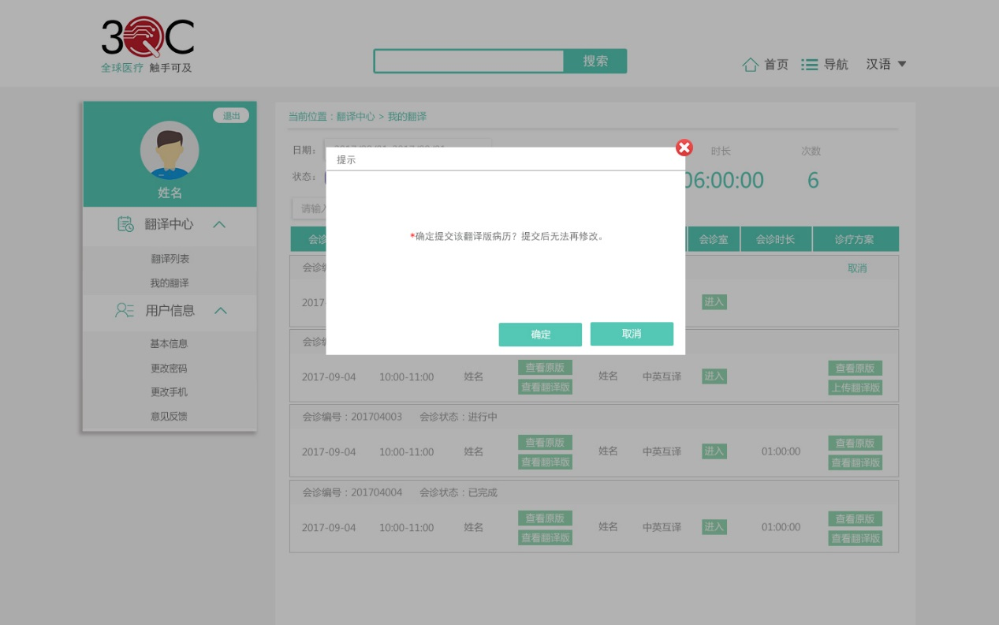 3QC
全球医疗 触手可及
搜索
首页 导航 汉语
退出
姓名
翻译中心
翻译列表
我的翻译
用户信息
基本信息
更改密码
更改手机
意见反馈
当前位置：翻译中心 > 我的翻译
日期：
时长 次数
状态：
06:00:00 6
请输入
提示
*确定提交该翻译版病历？提交后无法再修改。
确定 取消
会诊 会诊室 会诊时长 诊疗方案
会诊编 取消
2017- 进入
会诊编
2017-09-04 10:00-11:00 姓名 查看原版 查看翻译版 姓名 中英互译 进入 查看原版 上传翻译版
会诊编号：201704003 会诊状态：进行中
2017-09-04 10:00-11:00 姓名 查看原版 查看翻译版 姓名 中英互译 进入 01:00:00 查看原版 查看翻译版
会诊编号：201704004 会诊状态：已完成
2017-09-04 10:00-11:00 姓名 查看原版 查看翻译版 姓名 中英互译 进入 01:00:00 查看原版 查看翻译版